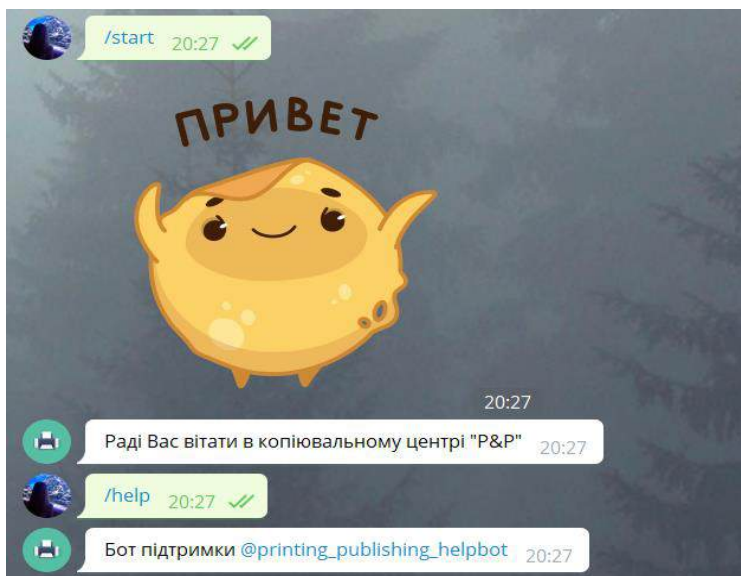 /start 20:27
ПРИВЕТ
20:27
Раді Вас вітати в копіювальному центрі "P&P" 20:27
/help 20:27
Бот підтримки @printing_publishing_helpbot 20:27